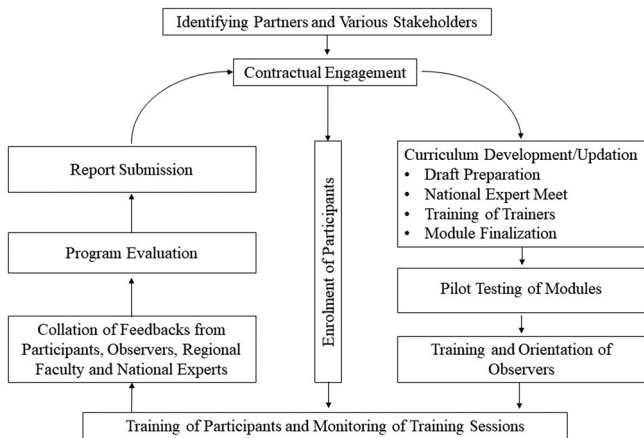 Identifying Partners and Various Stakeholders
Contractual Engagement
Report Submission
Program Evaluation
Collation of Feedbacks from
Participants, Observers, Regional
Faculty and National Experts
Enrolment of Participants
Curriculum Development/Updation
• Draft Preparation
• National Expert Meet
• Training of Trainers
• Module Finalization
Pilot Testing of Modules
Training and Orientation of
Observers
Training of Participants and Monitoring of Training Sessions